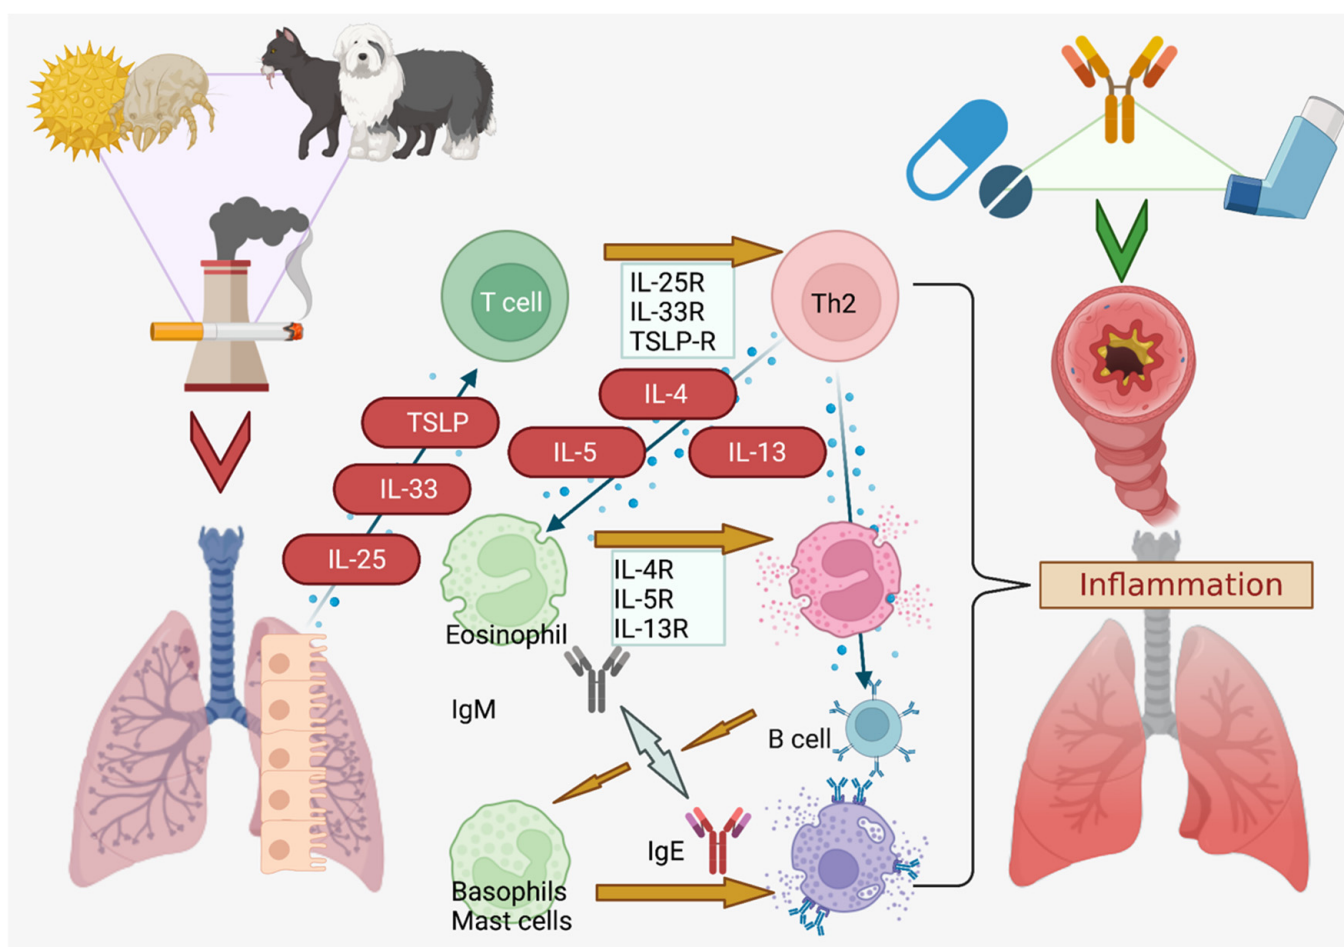 T cell
IL-25R
IL-33R
TSLP-R
Th2
TSLP
IL-33
IL-25
IL-4
IL-5
IL-13
Eosinophil
IL-4R
IL-5R
IL-13R
Inflammation
IgM
B cell
IgE
Basophils
Mast cells